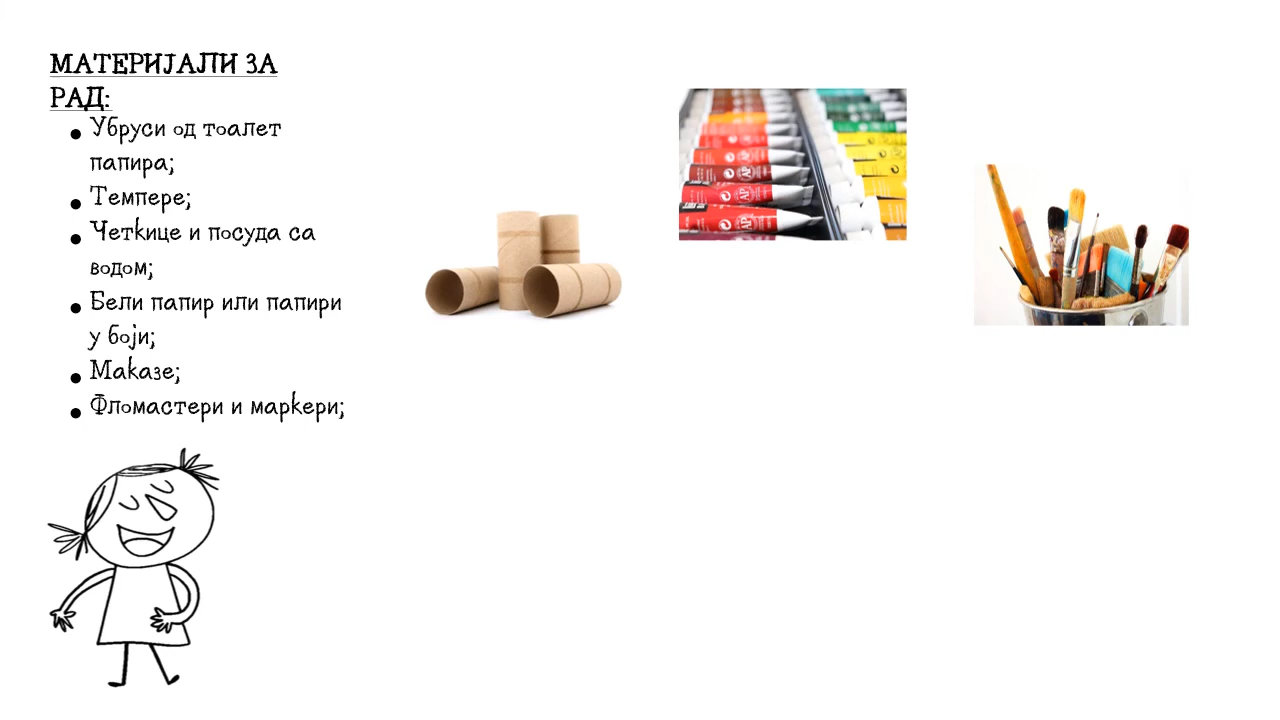 МАТЕРИЈАЛИ ЗА
РАД:
• Убруси од тоалет
папира;
• Темпере;
• Четкице и посуда са
водом;
• Бели папир или папири
у боји;
• Маказе;
• Фломастери и маркери;